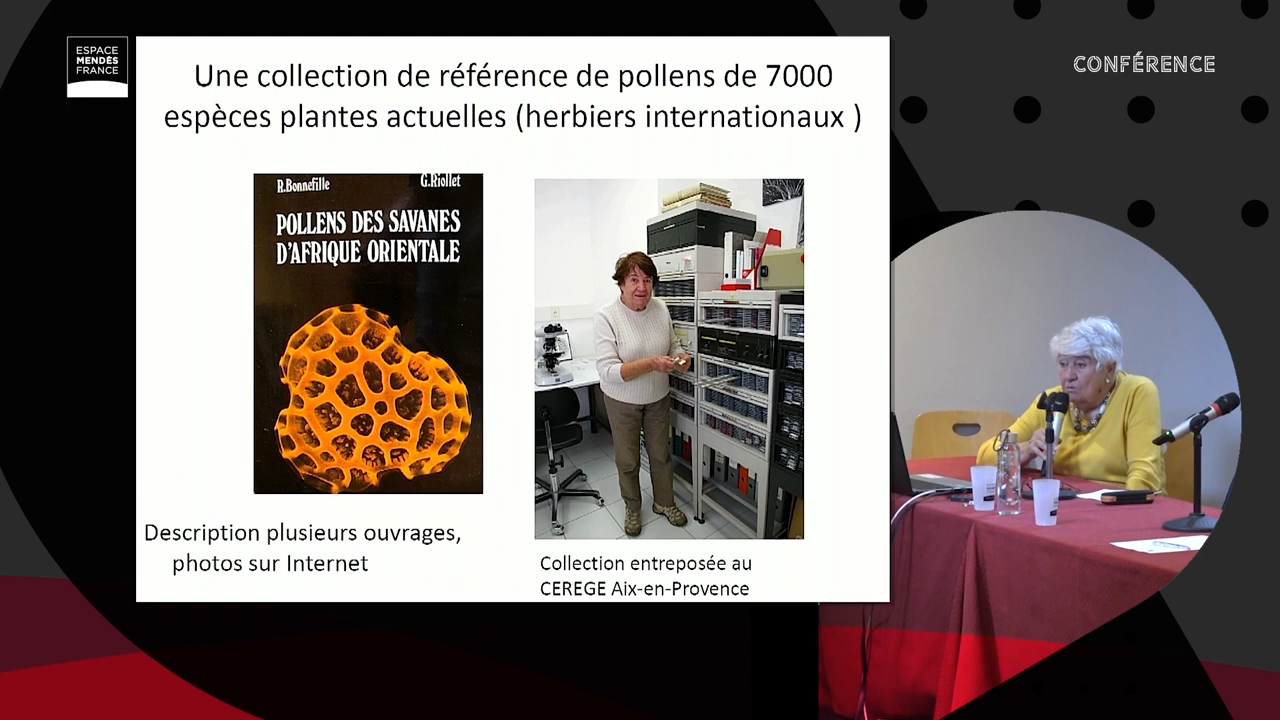 ESPACE
MENDÈS
FRANCE
CONFÉRENCE
Une collection de référence de pollens de 7000
espèces plantes actuelles (herbiers internationaux )
R.Bonnefille G.Riollet
POLLENS DES SAVANES
D'AFRIQUE ORIENTALE
Description plusieurs ouvrages,
photos sur Internet
Collection entreposée au
CEREGE Aix-en-Provence